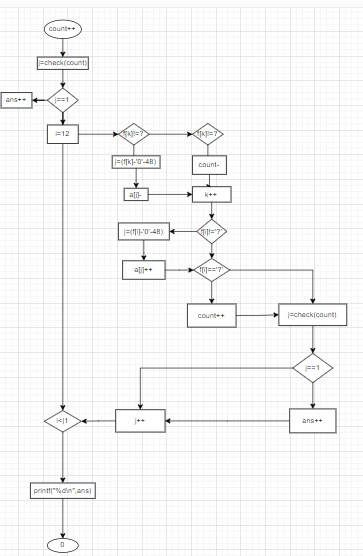 count++
j=check(count)
ans++
j==1
i=12
f[k]!=?
f[k]!=?
j=(f[k]-'0'-48)
count-
a[j]-
k++
j=(f[i]-'0'-48)
f[i]!='?'
a[j]++
f[i]=='?'
count++
j=check(count)
j==1
i<|1
j++
ans++
printf("%d\n",ans)
0